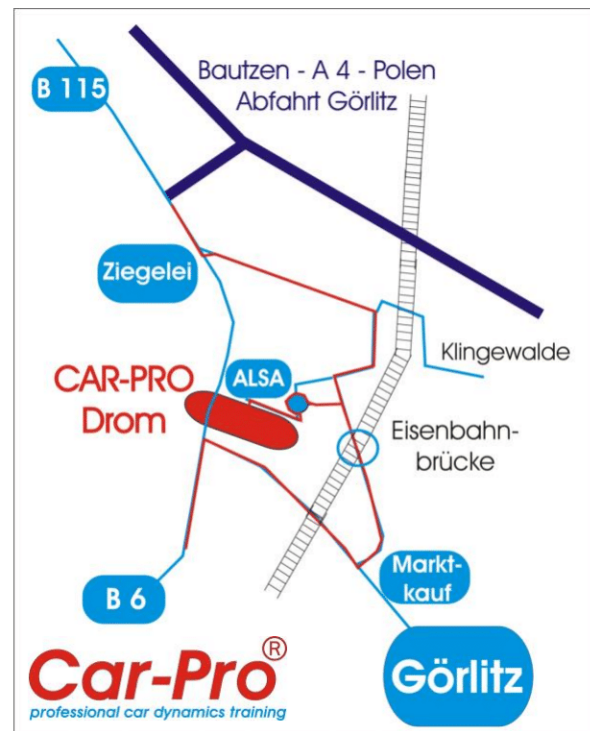 Bautzen - A 4 - Polen
Abfahrt Görlitz
B 115
Ziegelei
Klingewalde
CAR-PRO
Drom
ALSA
Eisenbahn-
brücke
Markt-
kauf
B 6
Görlitz
Car-Pro®
professional car dynamics training